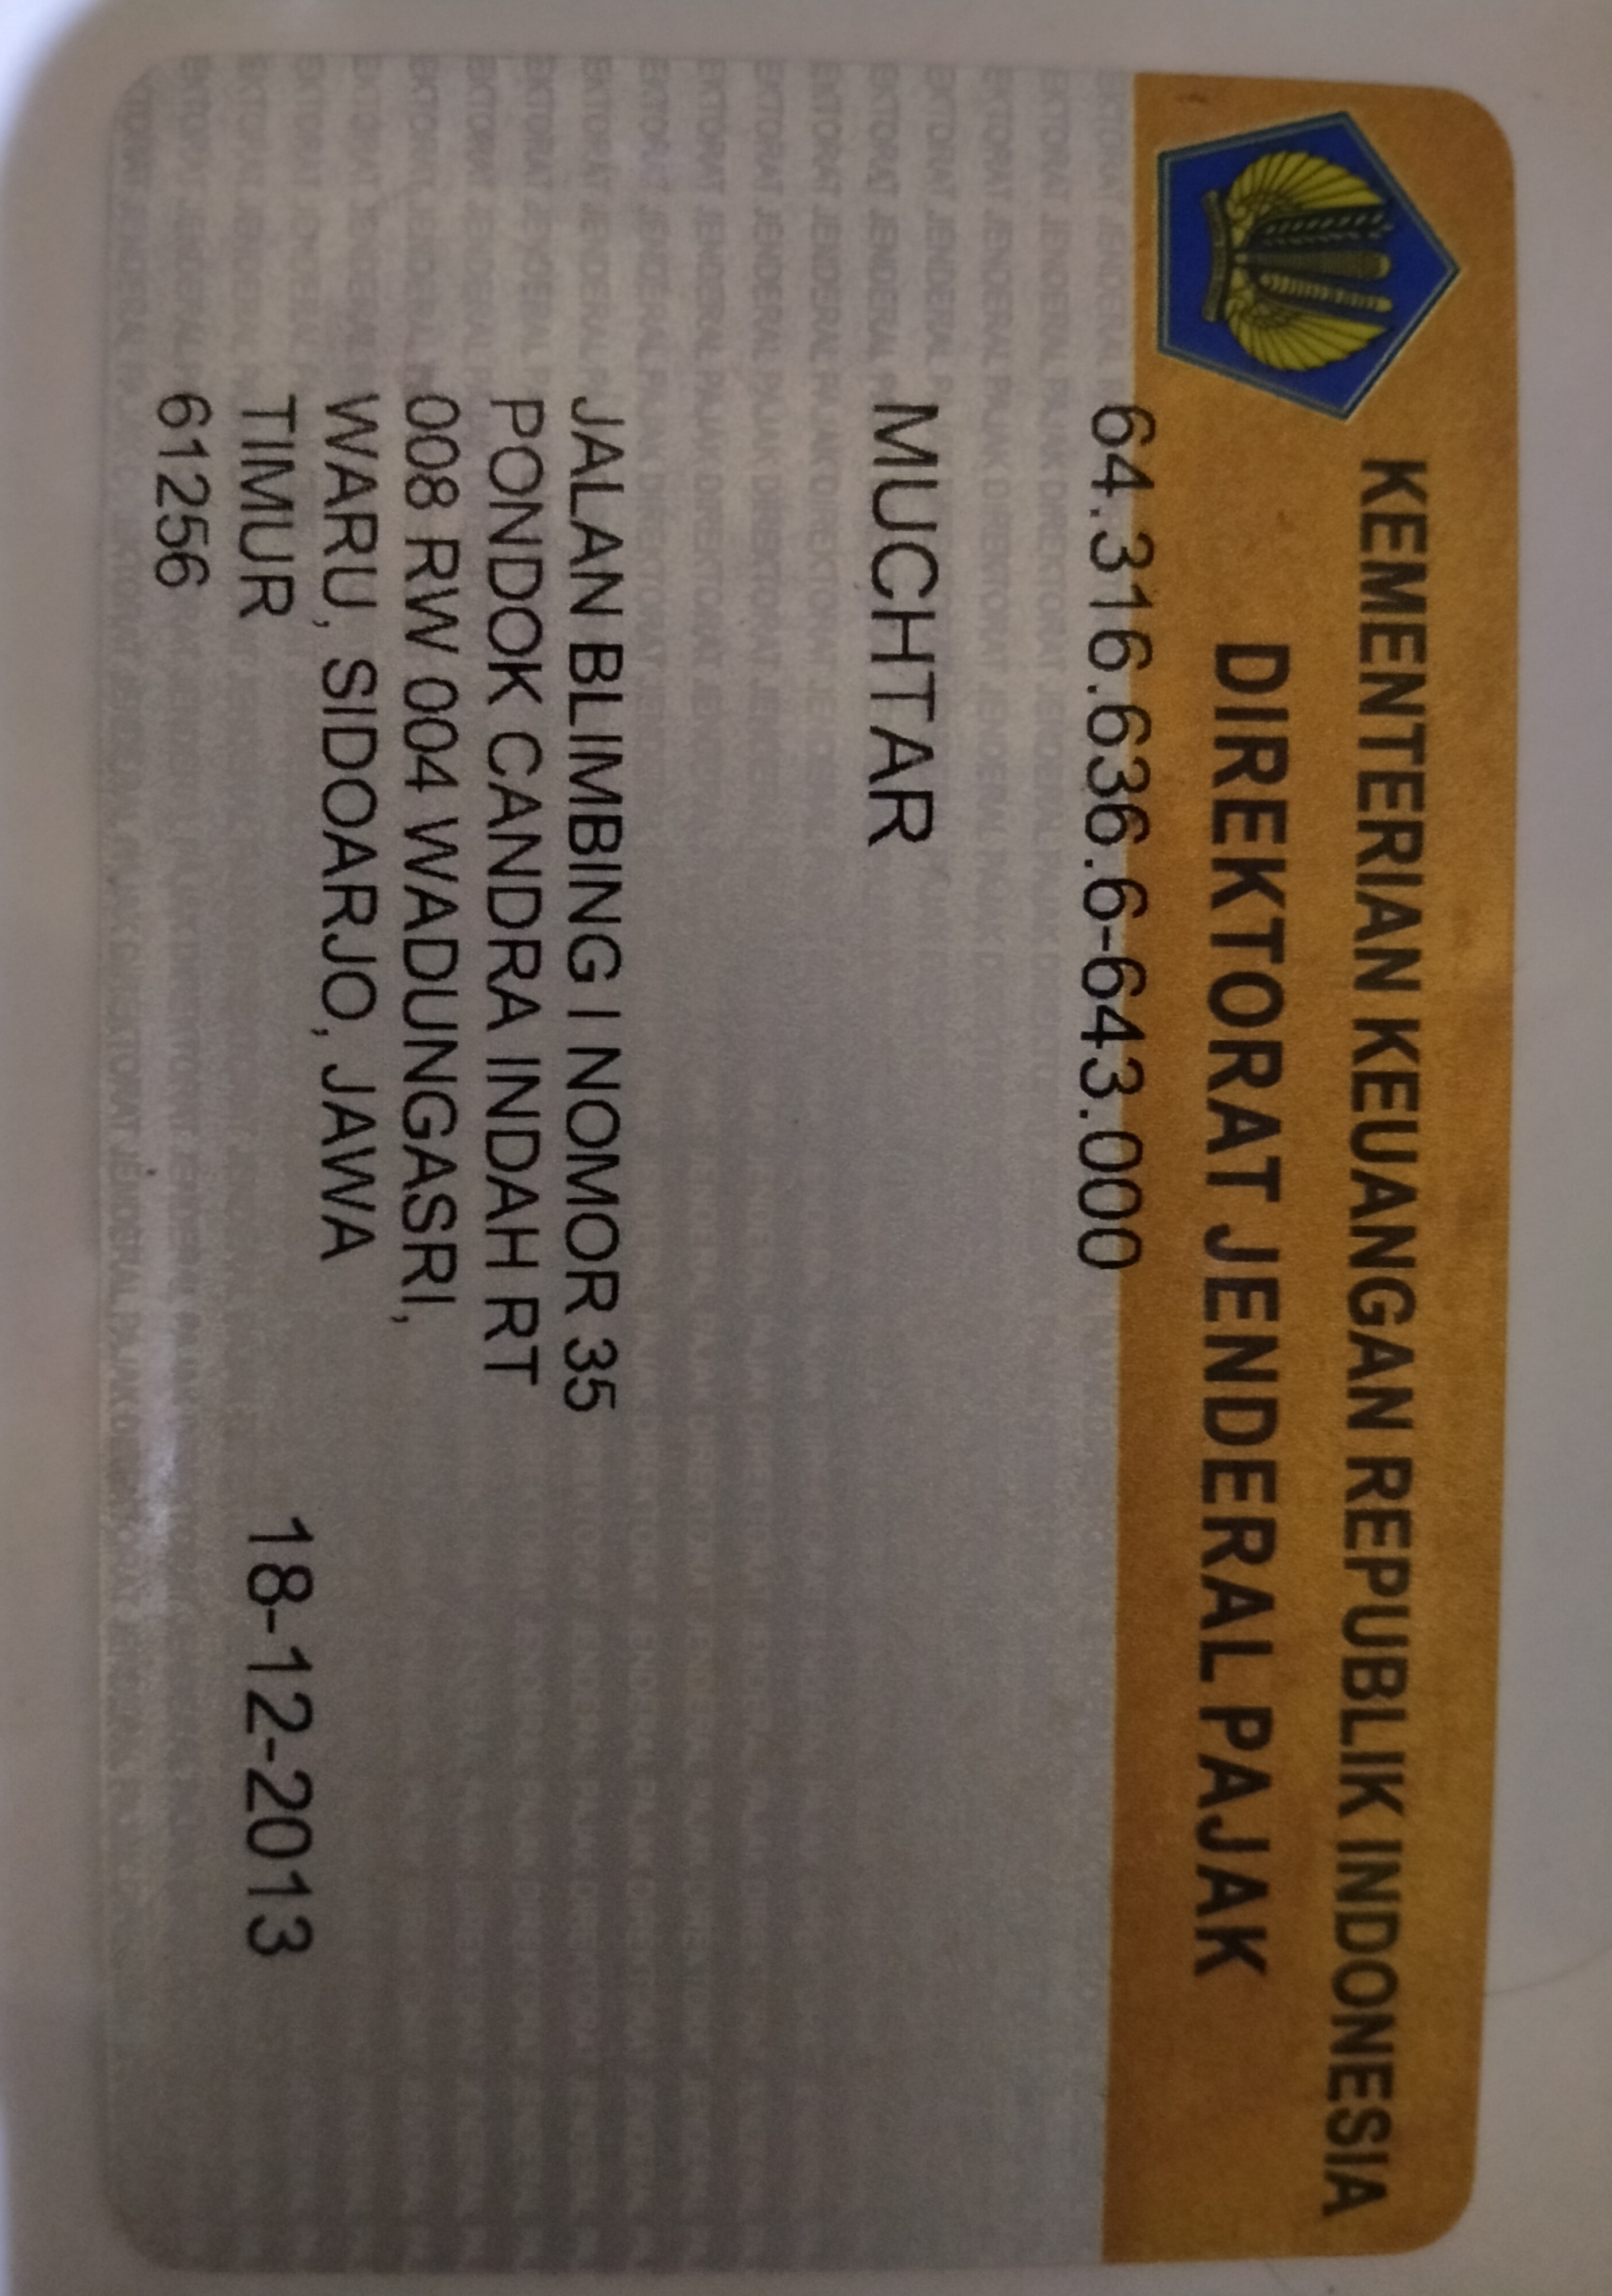 KEMENTERIAN KEUANGAN REPUBLIK INDONESIA
DIREKTORAT JENDERAL PAJAK
64.316.636.6-643.000
MUCHTAR
JALAN BLIMBING I NOMOR 35
PONDOK CANDRA INDAH RT
008 RW 004 WADUNGASRI,
WARU, SIDOARJO, JAWA
TIMUR
18-12-2013
61256